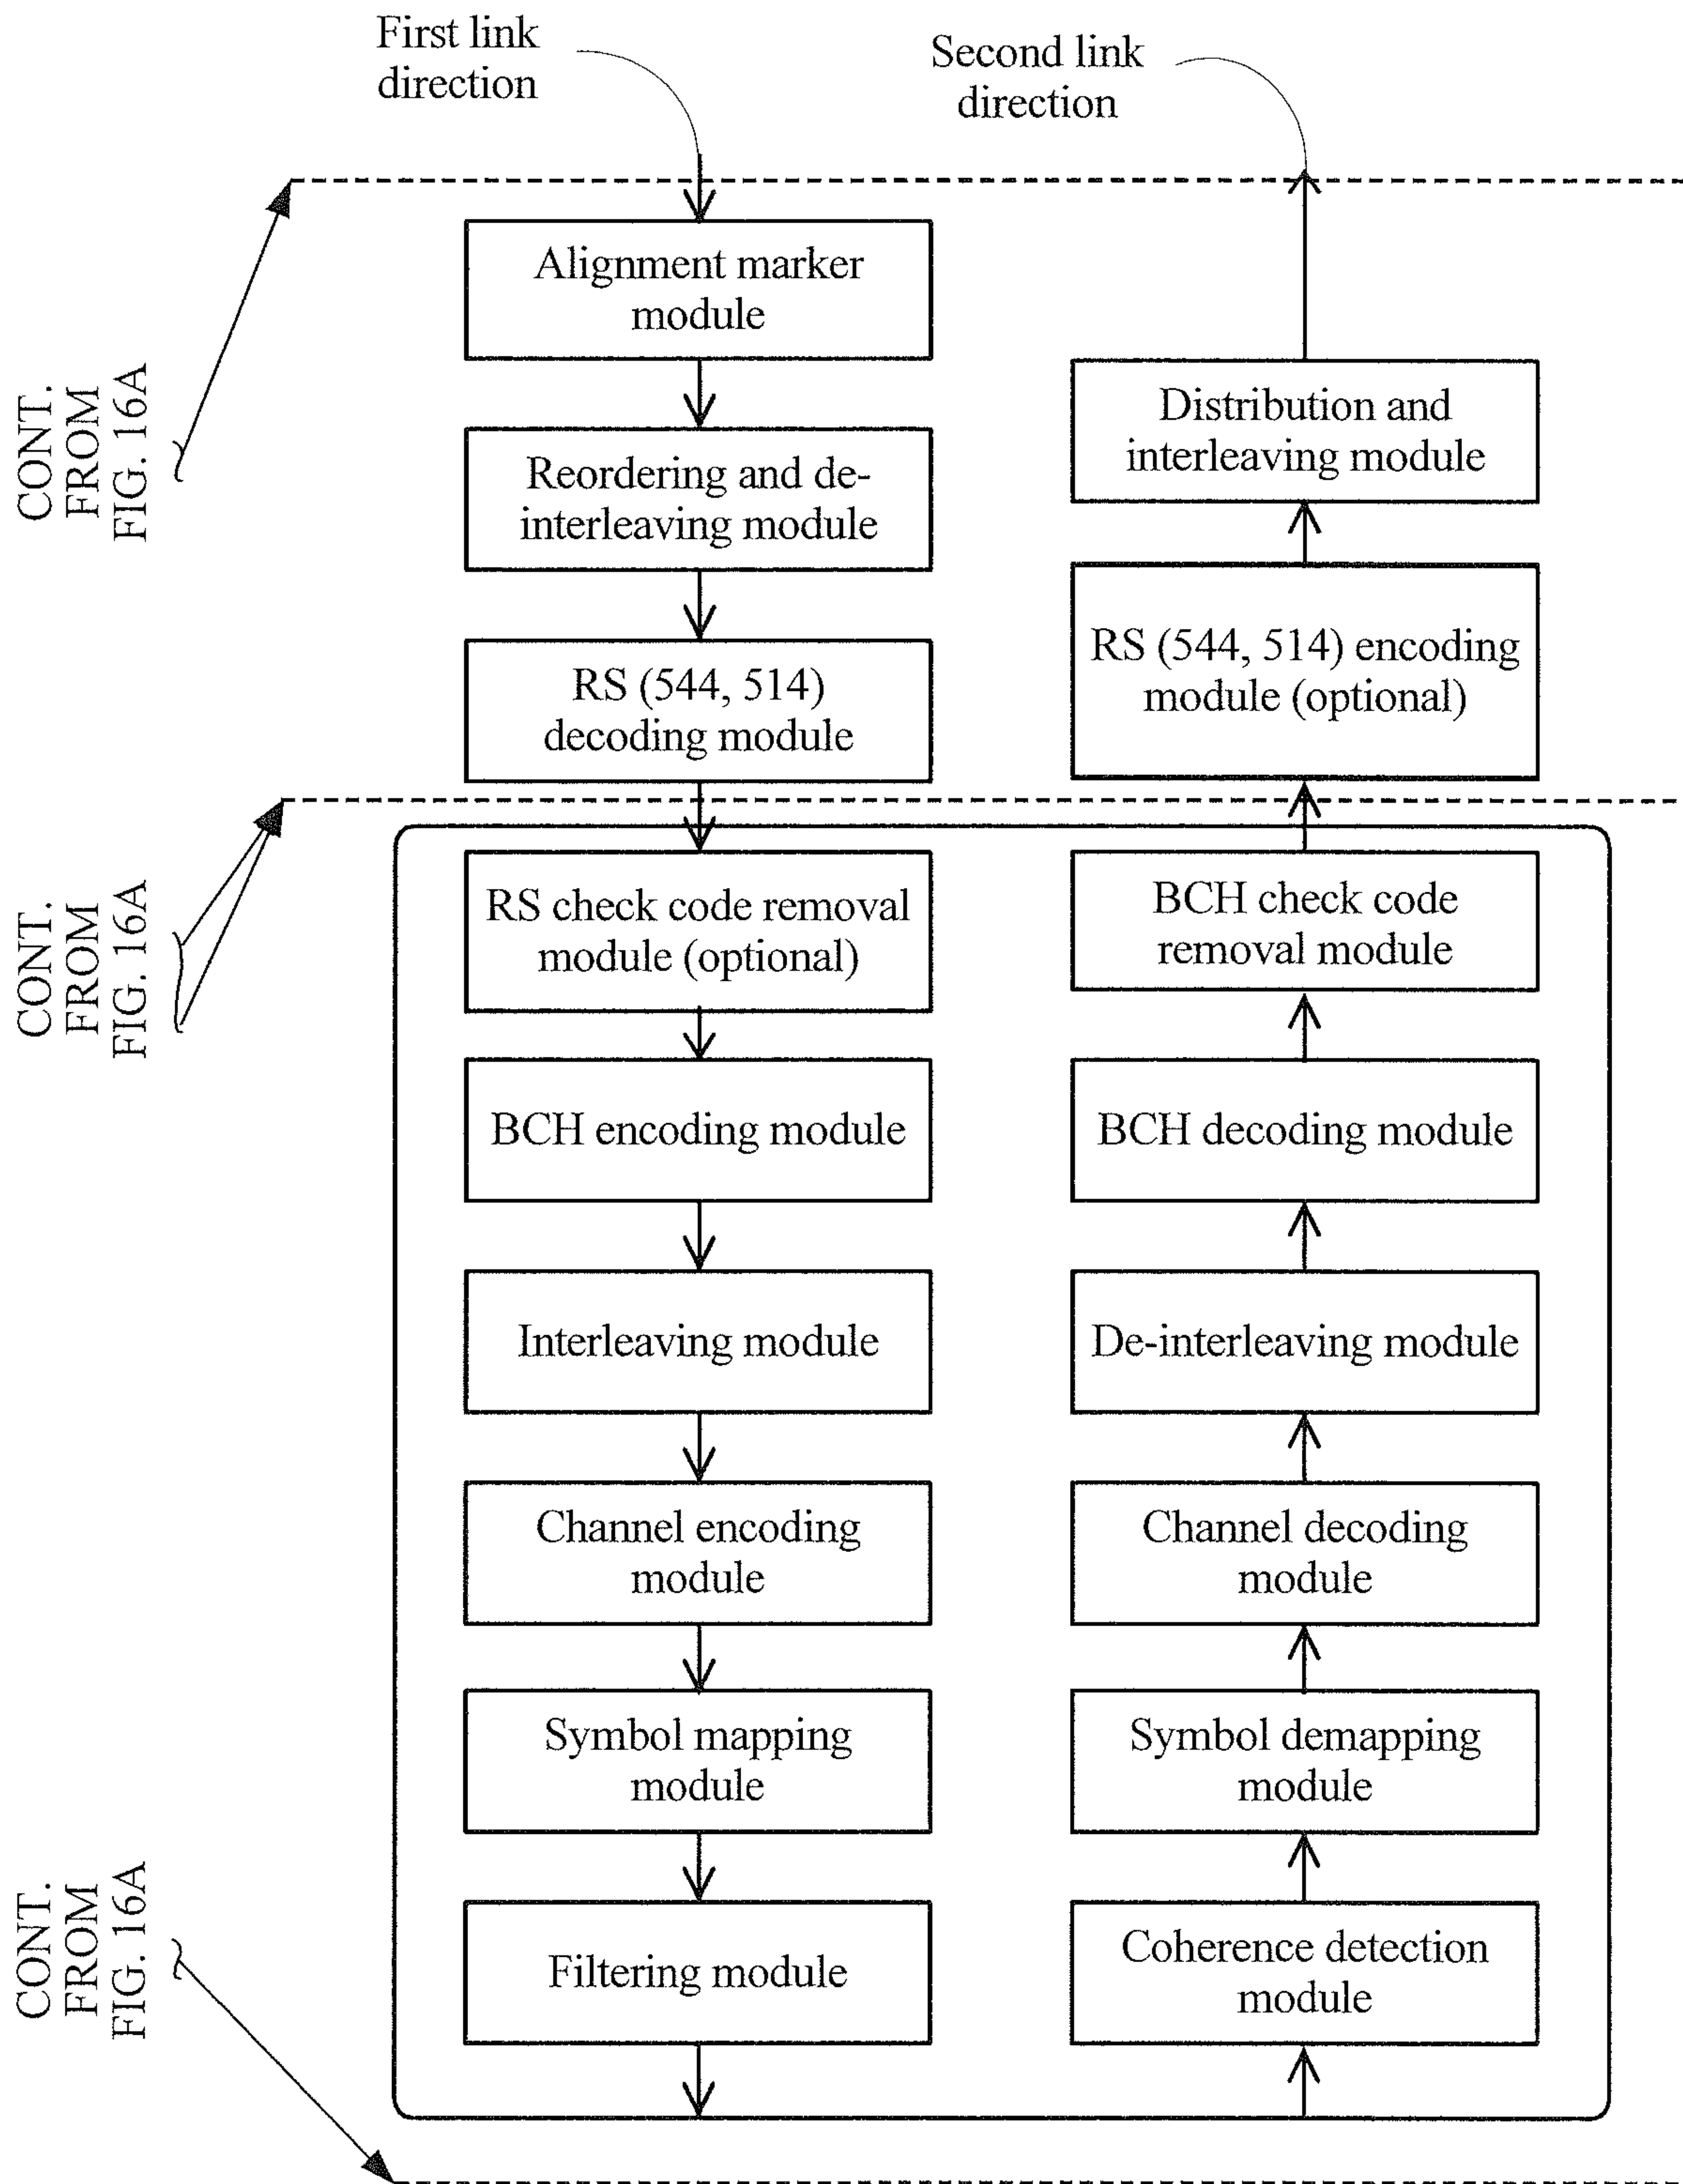 First link
direction
Second link
direction
CONT.
FROM
FIG. 16A
Alignment marker
module
Reordering and de-
interleaving module
RS (544, 514)
decoding module
Distribution and
interleaving module
RS (544, 514) encoding
module (optional)
CONT.
FROM
FIG. 16A
RS check code removal
module (optional)
BCH encoding module
Interleaving module
Channel encoding
module
Symbol mapping
module
Filtering module
BCH check code
removal module
BCH decoding module
De-interleaving module
Channel decoding
module
Symbol demapping
module
Coherence detection
module
CONT.
FROM
FIG. 16A